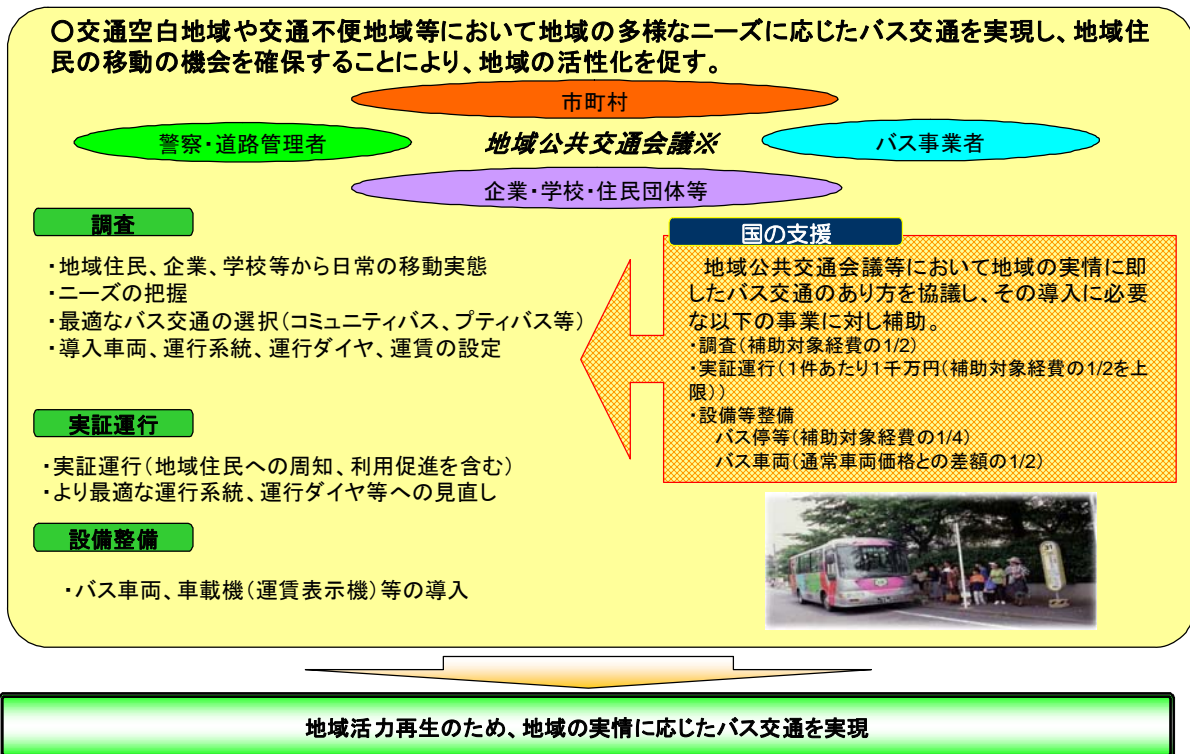 ○交通空白地域や交通不便地域等において地域の多様なニーズに応じたバス交通を実現し、地域住
民の移動の機会を確保することにより、地域の活性化を促す。
市町村
警察・道路管理者
地域公共交通会議※
バス事業者
企業・学校・住民団体等
調査
・地域住民、企業、学校等から日常の移動実態
・ニーズの把握
・最適なバス交通の選択(コミュニティバス、プティバス等)
・導入車両、運行系統、運行ダイヤ、運賃の設定
実証運行
・実証運行(地域住民への周知、利用促進を含む)
・より最適な運行系統、運行ダイヤ等への見直し
設備整備
・バス車両、車載機(運賃表示機)等の導入
国の支援
地域公共交通会議等において地域の実情に即
したバス交通のあり方を協議し、その導入に必要
な以下の事業に対し補助。
・調査(補助対象経費の1/2)
・実証運行(1件あたり1千万円(補助対象経費の1/2を上
限))
・設備等整備
バス停等(補助対象経費の1/4)
バス車両(通常車両価格との差額の1/2)
31
地域活力再生のため、地域の実情に応じたバス交通を実現